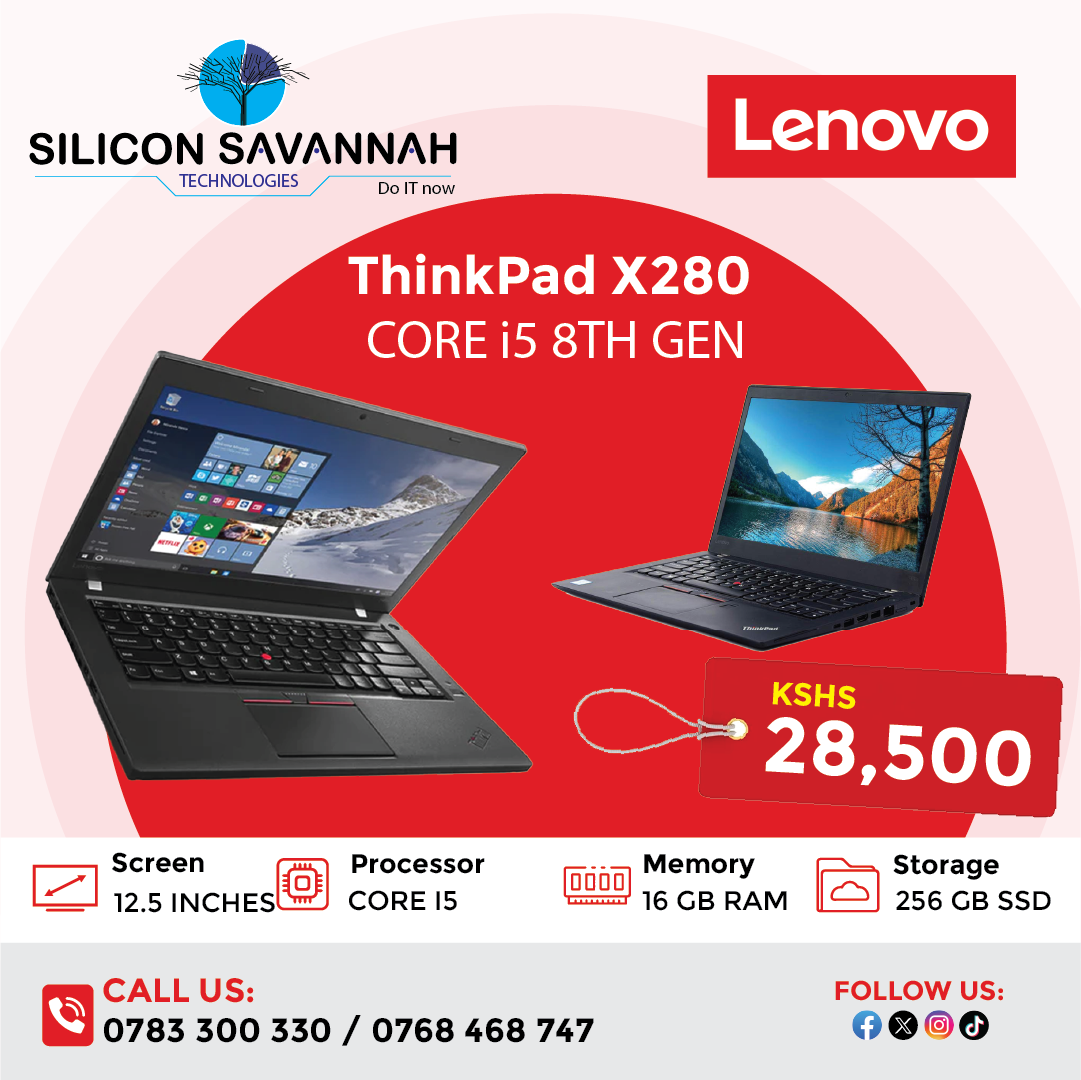 SILICON SAVANNAH
TECHNOLOGIES
Do IT now
Lenovo
ThinkPad X280
CORE i5 8TH GEN
NETFLIX
ThinkPad
KSHS
28,500
Screen
12.5 INCHES
Processor
CORE I5
Memory
16 GB RAM
Storage
256 GB SSD
CALL US:
0783 300 330 / 0768 468 747
FOLLOW US: